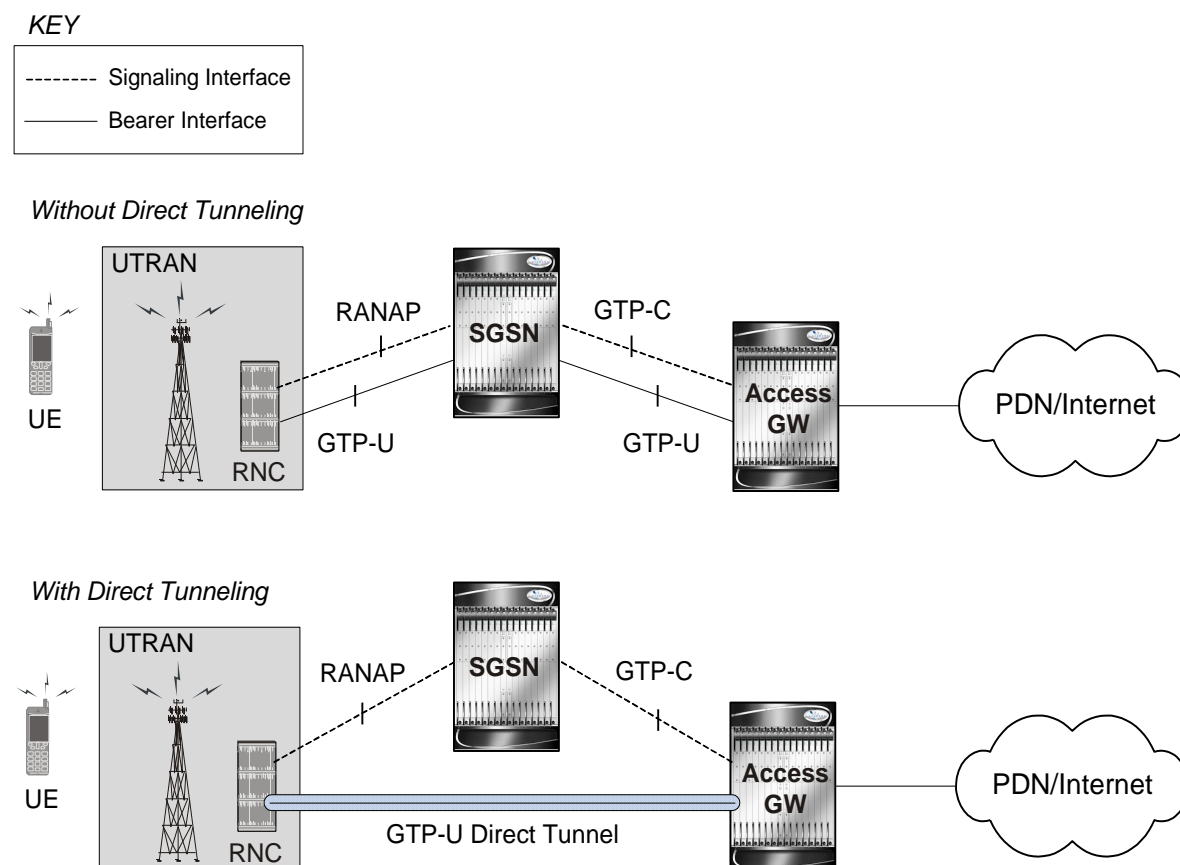 KEY
Signaling Interface
Bearer Interface
Without Direct Tunneling
UTRAN
UE
RNC
RANAP
GTP-U
SGSN
GTP-C
GTP-U
Access
GW
PDN/Internet
With Direct Tunneling
UTRAN
UE
RNC
RANAP
SGSN
GTP-C
GTP-U Direct Tunnel
Access
GW
PDN/Internet